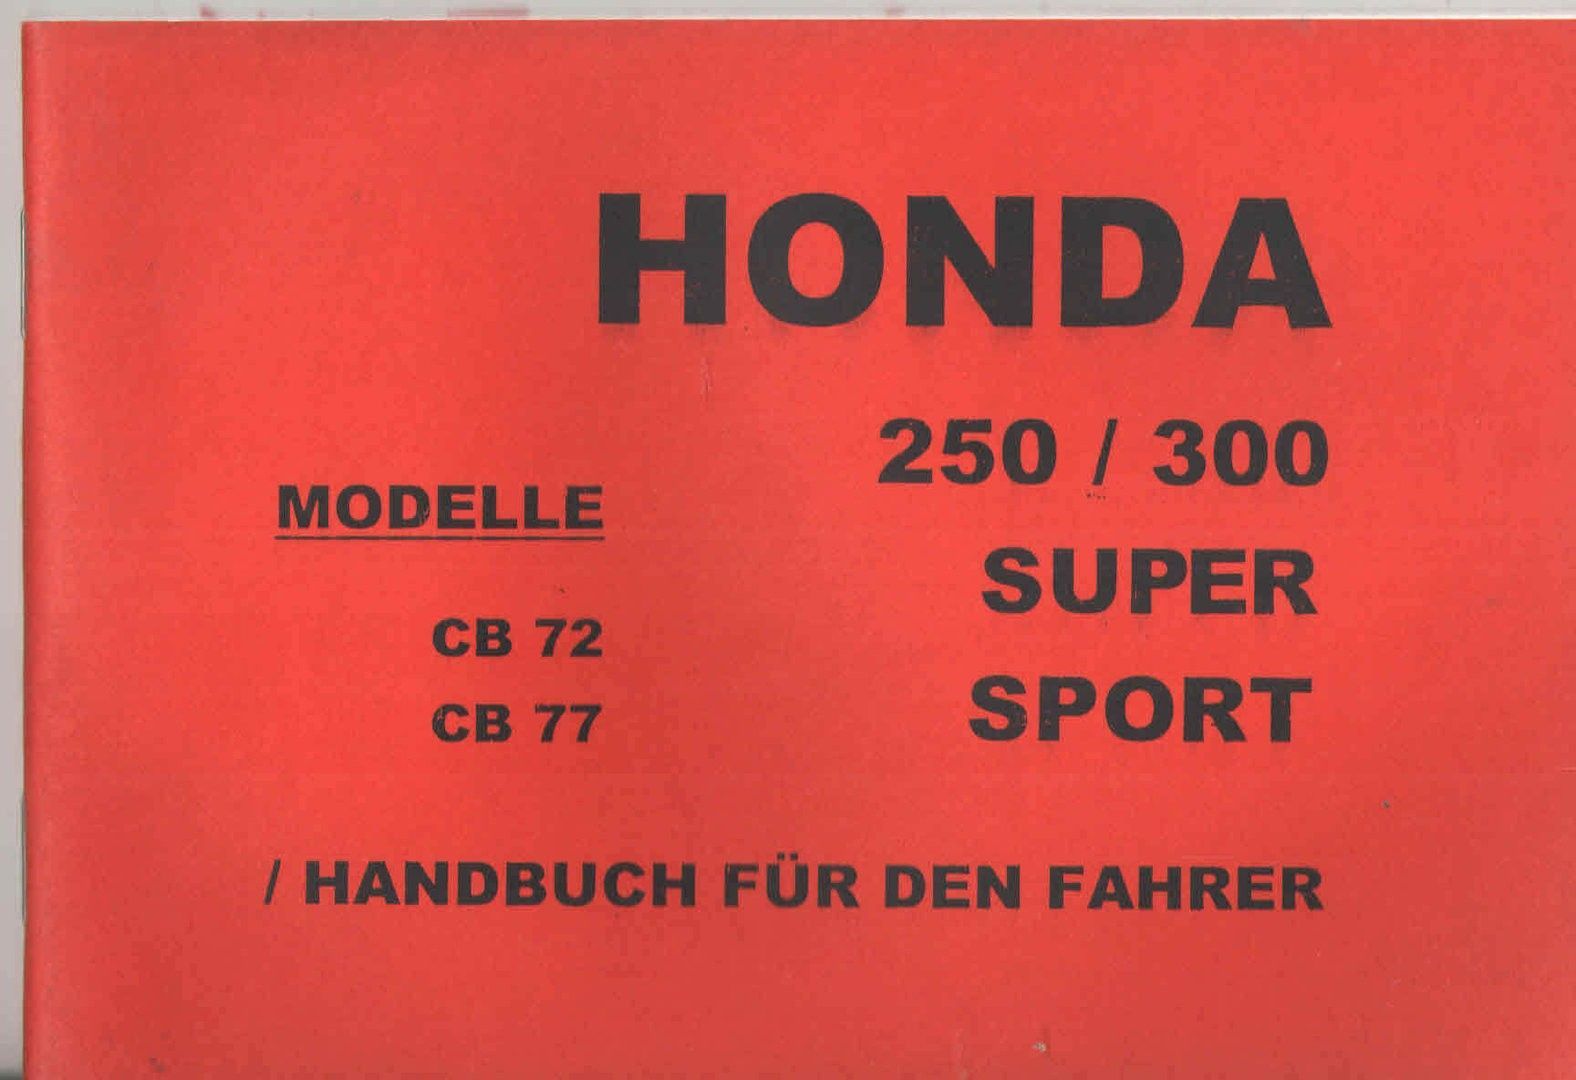 HONDA
250 / 300
SUPER
SPORT
MODELLE
CB 72
CB 77
/ HANDBUCH FÜR DEN FAHRER